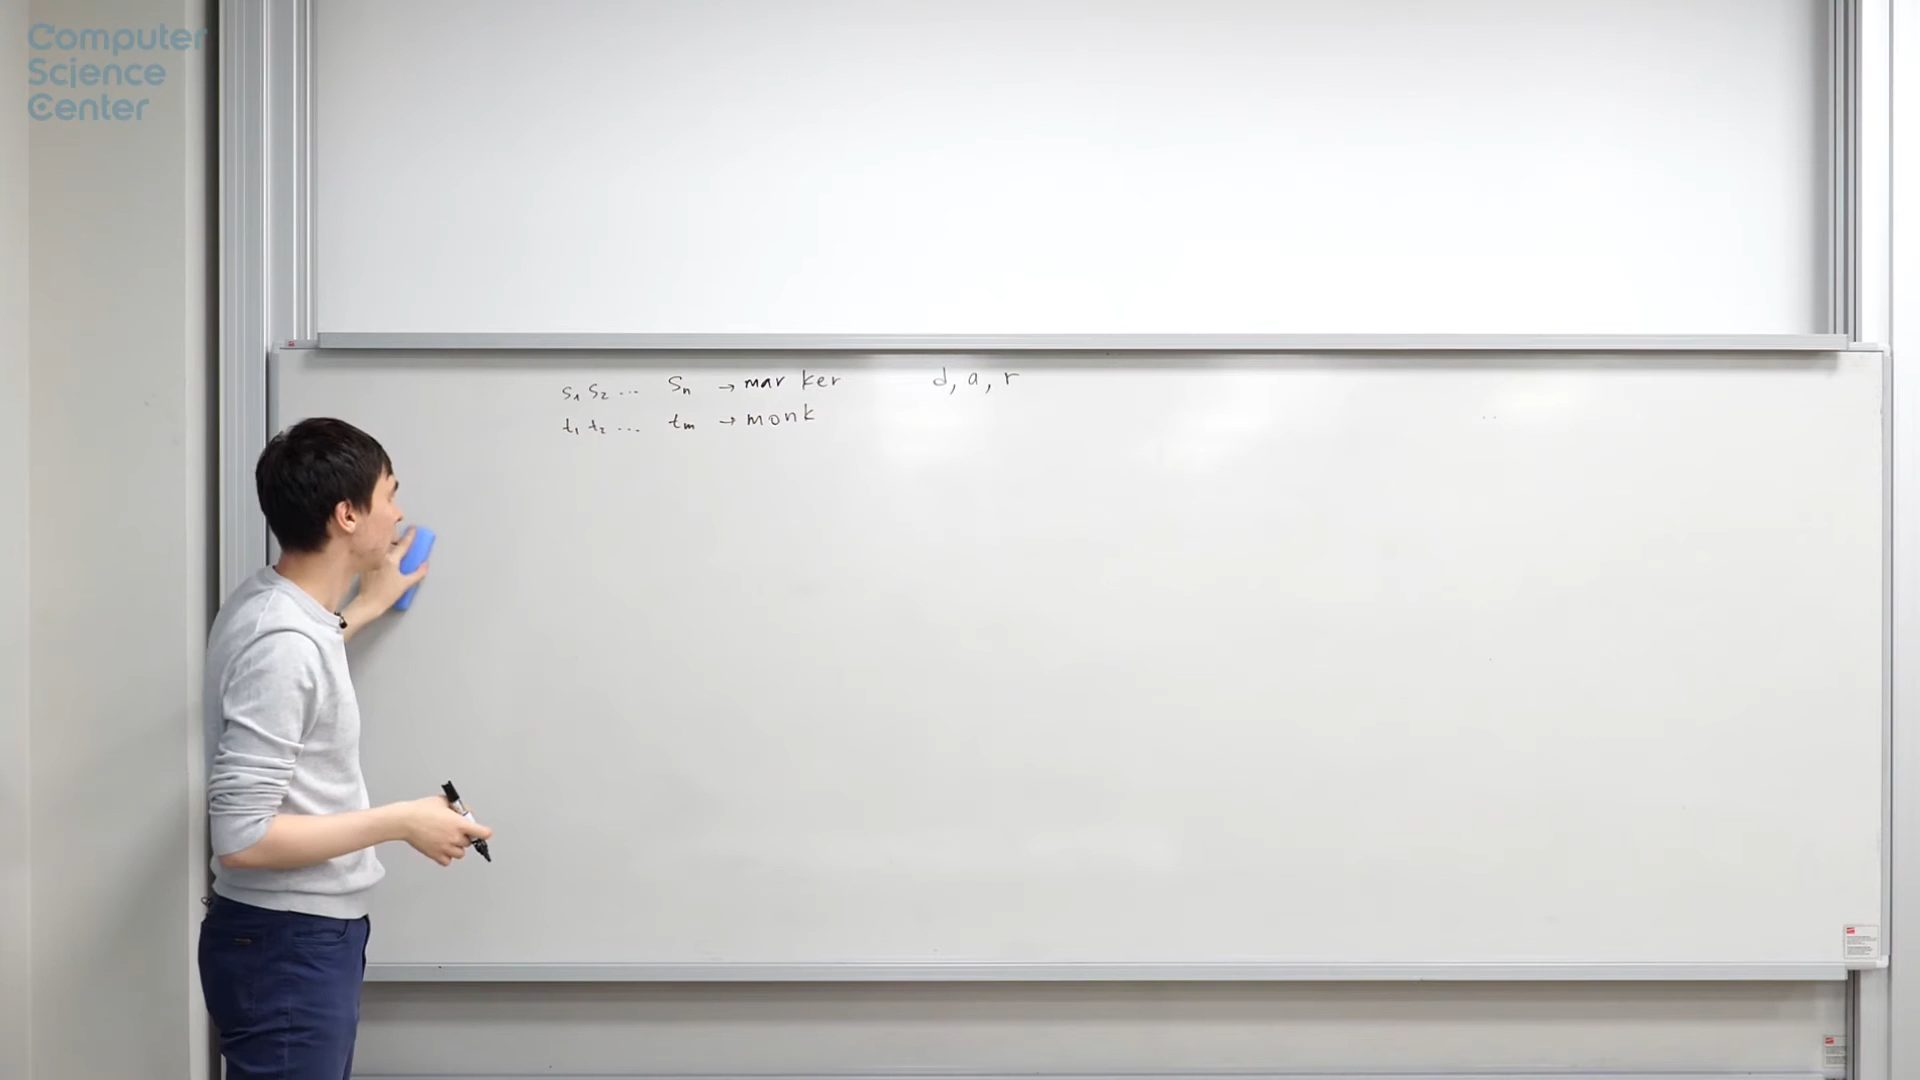 Computer
Science
Center
s₁ s₂ ... sₙ → marker d, a, r
t₁ t₂ ... tₘ → monk